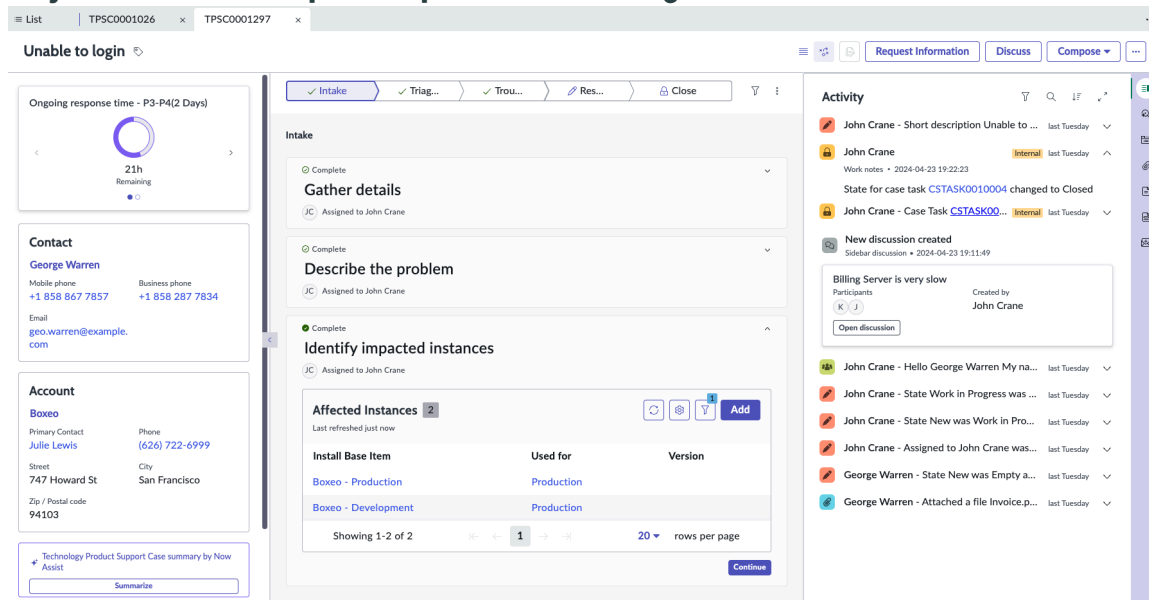 List
TPSC0001026
TPSC0001297
Unable to login
Request Information
Discuss
Compose
Ongoing response time - P3-P4(2 Days)
21h
Remaining
Contact
George Warren
Mobile phone
Business phone
+1 858 867 7857
+1 858 287 7834
Email
geo.warren@example.
com
Account
Boxeo
Primary Contact
Phone
Julie Lewis
(626) 722-6999
Street
City
747 Howard St
San Francisco
Zip / Postal code
94103
Technology Product Support Case summary by Now
Assist
Summarize
Intake
Triag...
Trou...
Res...
Close
Intake
Complete
Gather details
JC Assigned to John Crane
Complete
Describe the problem
JC Assigned to John Crane
Complete
Identify impacted instances
JC Assigned to John Crane
Affected Instances 2
Last refreshed just now
1
Add
Install Base Item Used for Version
Boxeo - Production Production
Boxeo - Development Production
Showing 1-2 of 2 1 20 rows per page
Continue
Activity
John Crane - Short description Unable to ... last Tuesday
John Crane Internal last Tuesday
Work notes • 2024-04-23 19:22:23
State for case task CSTASK0010004 changed to Closed
John Crane - Case Task CSTASK00... Internal last Tuesday
New discussion created
Sidebar discussion • 2024-04-23 19:11:49
Billing Server is very slow
Participants
Created by
K J
John Crane
Open discussion
John Crane - Hello George Warren My na... last Tuesday
John Crane - State Work in Progress was ... last Tuesday
John Crane - State New was Work in Pro... last Tuesday
John Crane - Assigned to John Crane was... last Tuesday
George Warren - State New was Empty a... last Tuesday
George Warren - Attached a file Invoice.p... last Tuesday